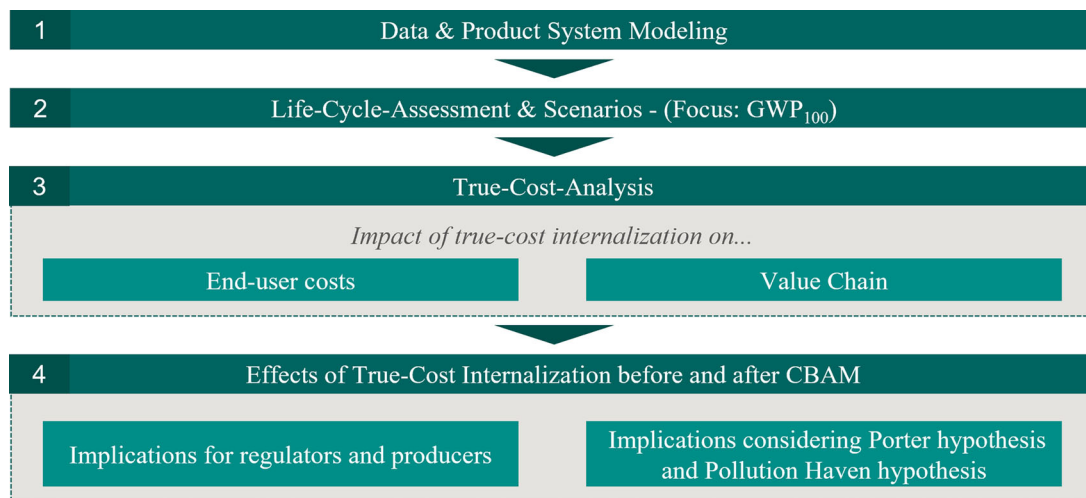 1 Data & Product System Modeling
2 Life-Cycle-Assessment & Scenarios - (Focus: GWP₁₀₀)
3 True-Cost-Analysis
Impact of true-cost internalization on...
End-user costs
Value Chain
4 Effects of True-Cost Internalization before and after CBAM
Implications for regulators and producers
Implications considering Porter hypothesis
and Pollution Haven hypothesis